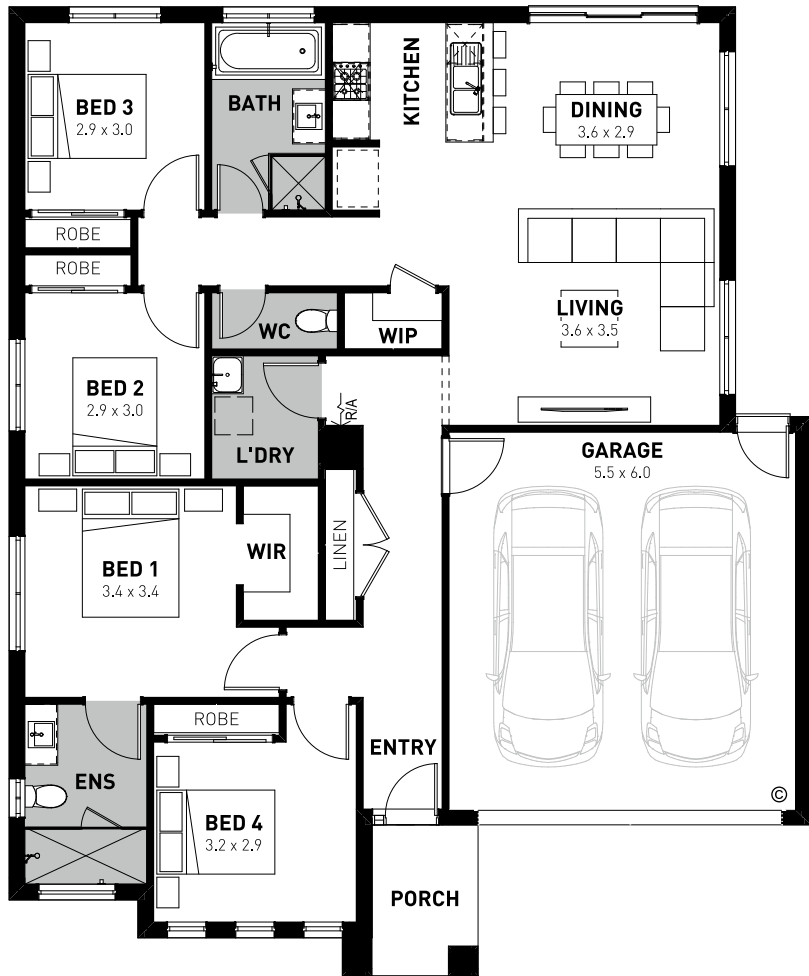 BED 3
2.9 x 3.0
BATH
KITCHEN
DINING
3.6 x 2.9
ROBE
ROBE
WC
WIP
LIVING
3.6 x 3.5
BED 2
2.9 x 3.0
L'DRY
R/A
GARAGE
5.5 x 6.0
BED 1
3.4 x 3.4
WIR
LINEN
ROBE
ENTRY
ENS
BED 4
3.2 x 2.9
©
PORCH